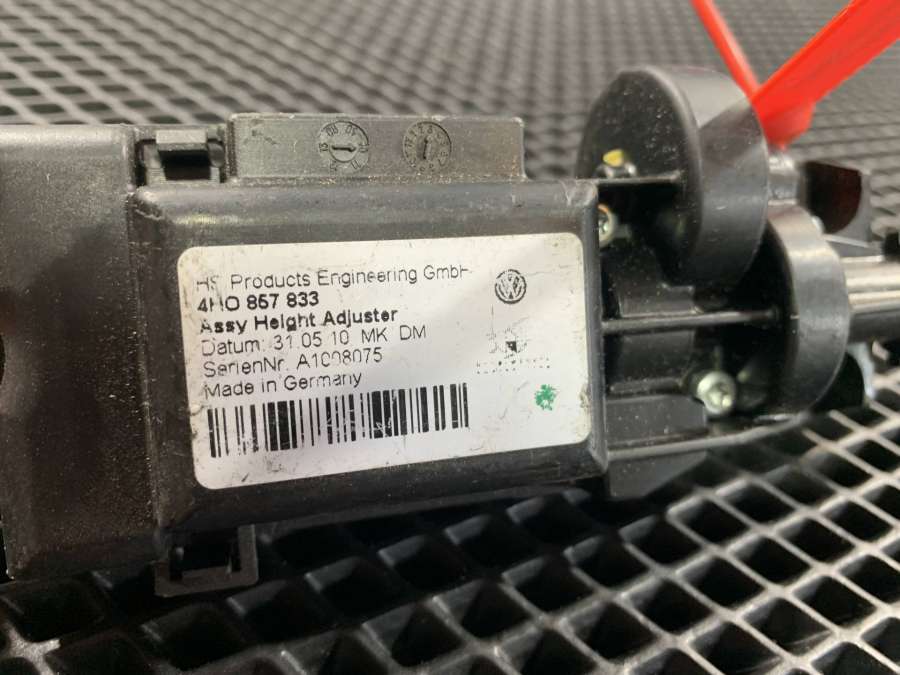 HS Products Engineering GmbH
4H0 857 833
Assy Height Adjuster
Datum: 31.05.10 MK DM
SerienNr. A1008075
Made in Germany